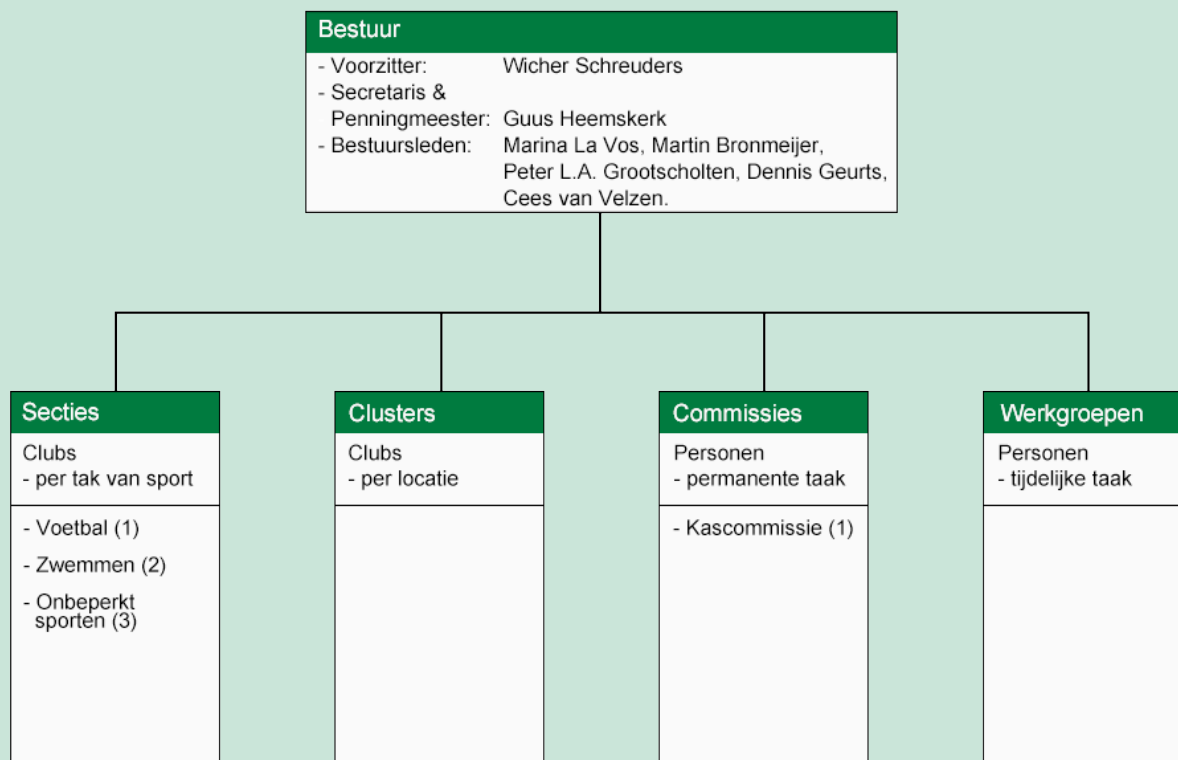 Bestuur
- Voorzitter: Wicher Schreuders
- Secretaris &
Penningmeester: Guus Heemskerk
- Bestuursleden: Marina La Vos, Martin Bronmeijer,
Peter L.A. Grootscholten, Dennis Geurts,
Cees van Velzen.
Secties
Clubs
- per tak van sport
- Voetbal (1)
- Zwemmen (2)
- Onbeperkt
sporten (3)
Clusters
Clubs
- per locatie
Commissies
Personen
- permanente taak
- Kascommissie (1)
Werkgroepen
Personen
- tijdelijke taak